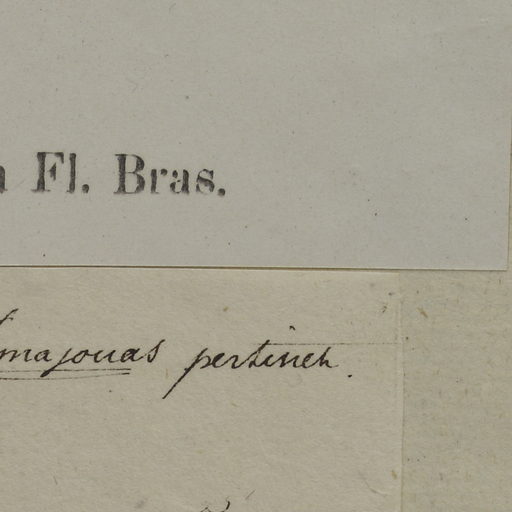 Fl. Bras.
majouas pertinet.